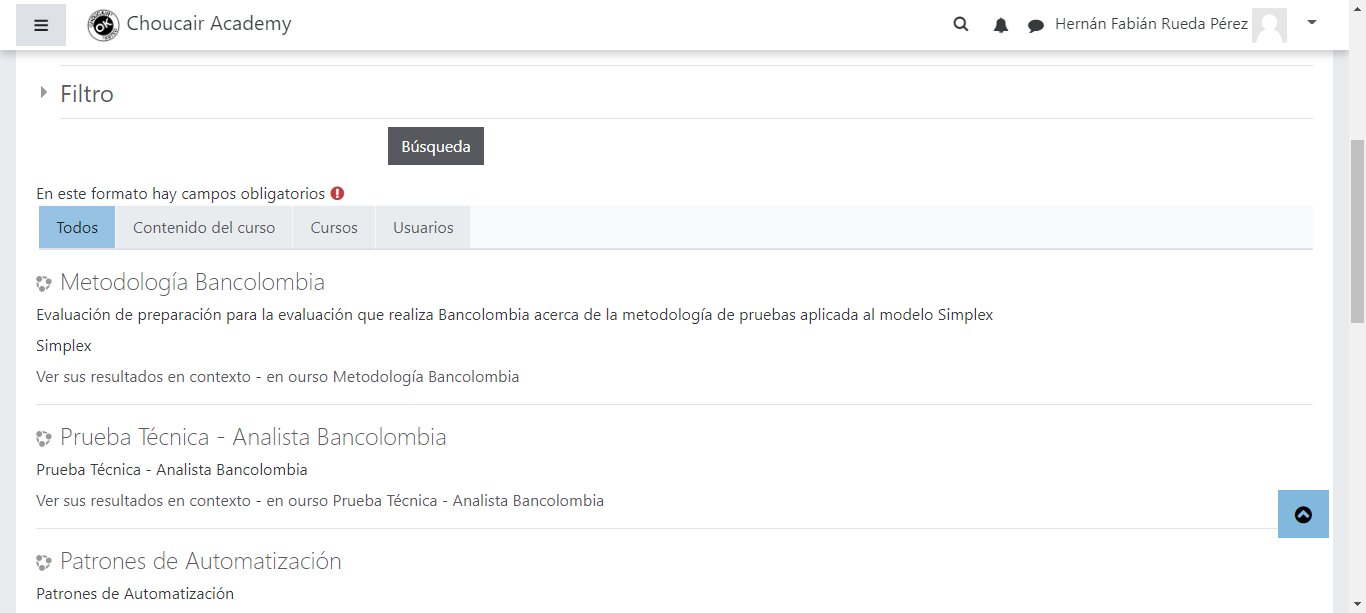 Choucair Academy
Hernán Fabián Rueda Pérez
Filtro
Búsqueda
En este formato hay campos obligatorios
Todos Contenido del curso Cursos Usuarios
Metodología Bancolombia
Evaluación de preparación para la evaluación que realiza Bancolombia acerca de la metodología de pruebas aplicada al modelo Simplex
Simplex
Ver sus resultados en contexto - en ourso Metodología Bancolombia
Prueba Técnica - Analista Bancolombia
Prueba Técnica - Analista Bancolombia
Ver sus resultados en contexto - en ourso Prueba Técnica - Analista Bancolombia
Patrones de Automatización
Patrones de Automatización